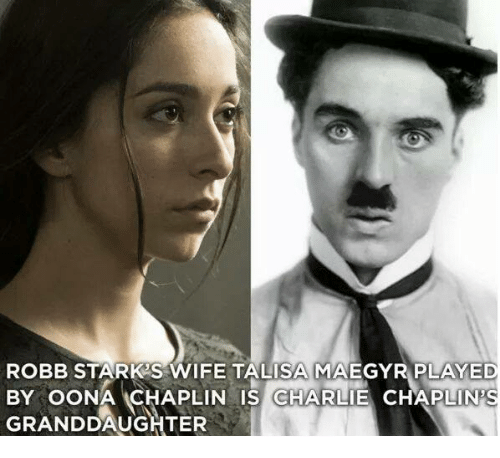 ROBB STARK'S WIFE TALISA MAEGYR PLAYED
BY OONA CHAPLIN IS CHARLIE CHAPLIN'S
GRANDDAUGHTER